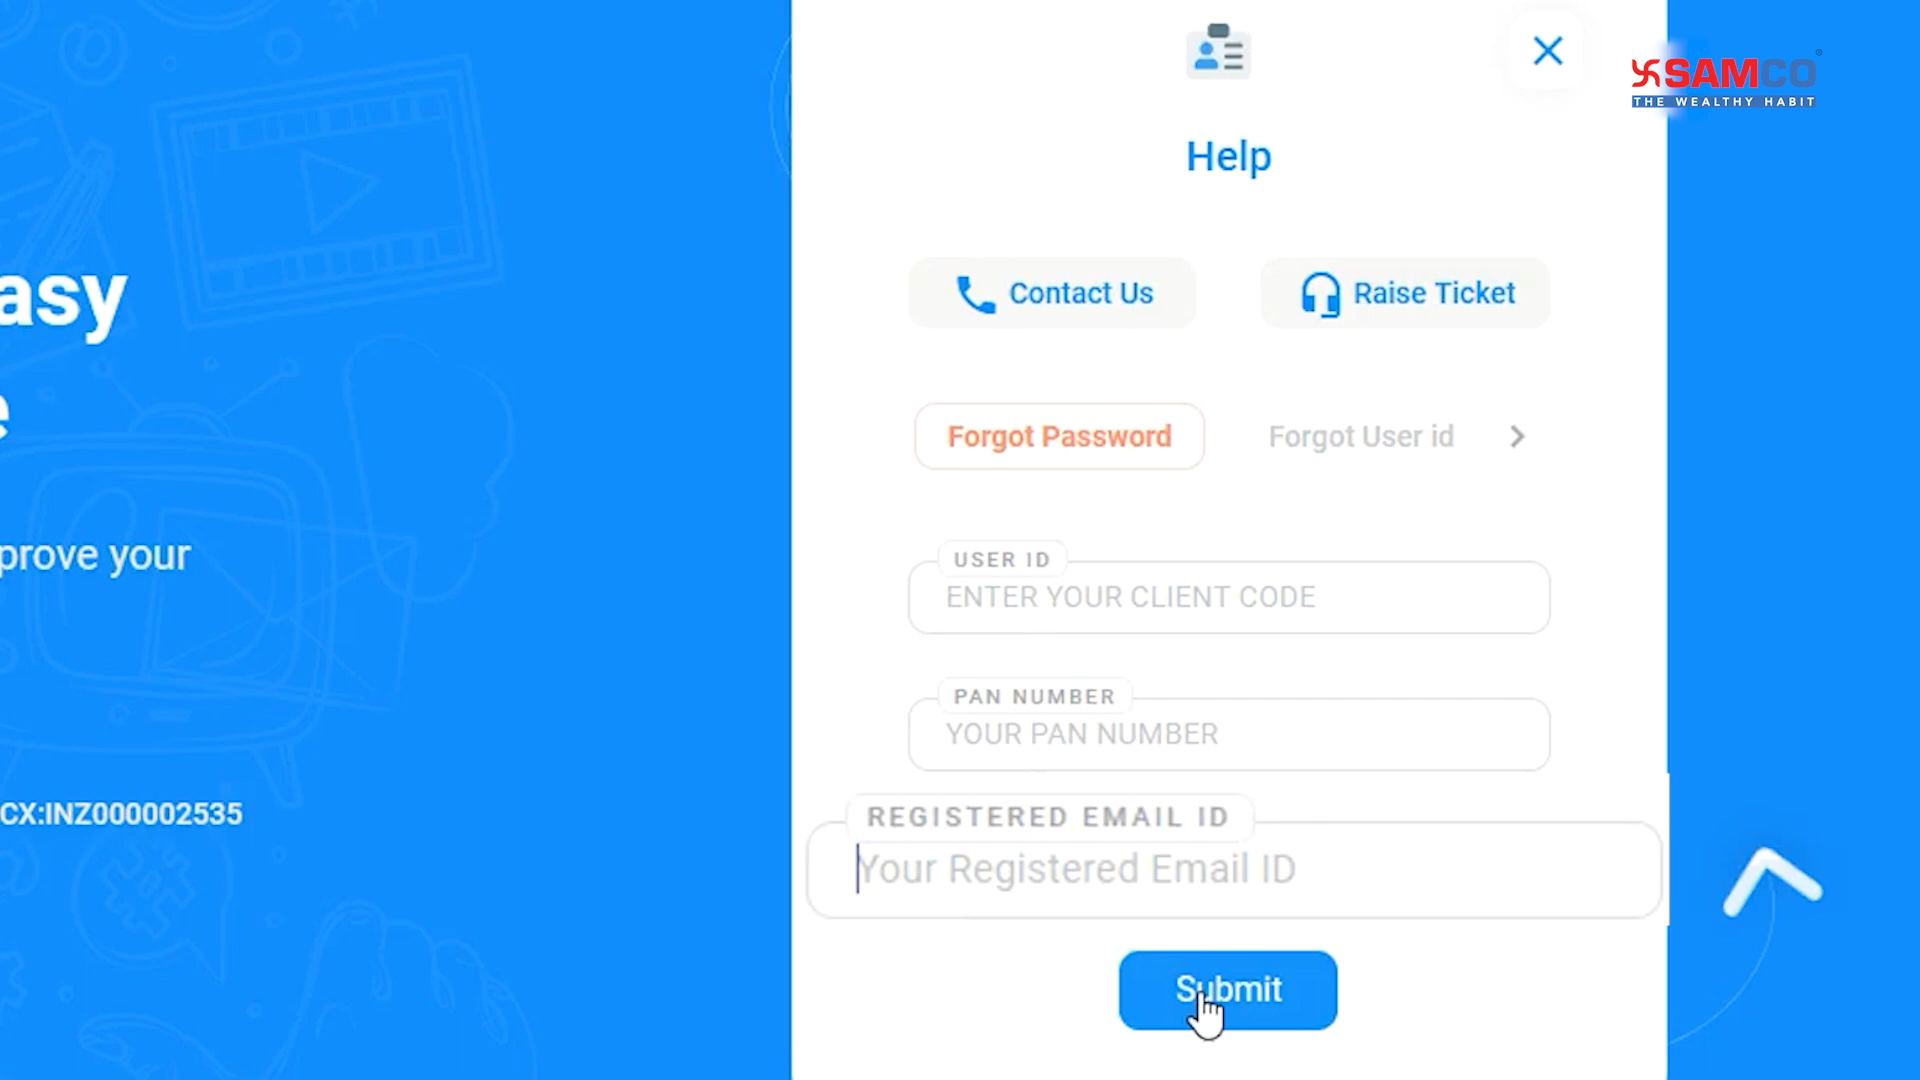 SAMCO
THE WEALTHY HABIT
Help
Contact Us
Raise Ticket
Forgot Password
Forgot User id
USER ID
ENTER YOUR CLIENT CODE
PAN NUMBER
YOUR PAN NUMBER
REGISTERED EMAIL ID
Your Registered Email ID
Submit
asy
e
prove your
CX:INZ000002535